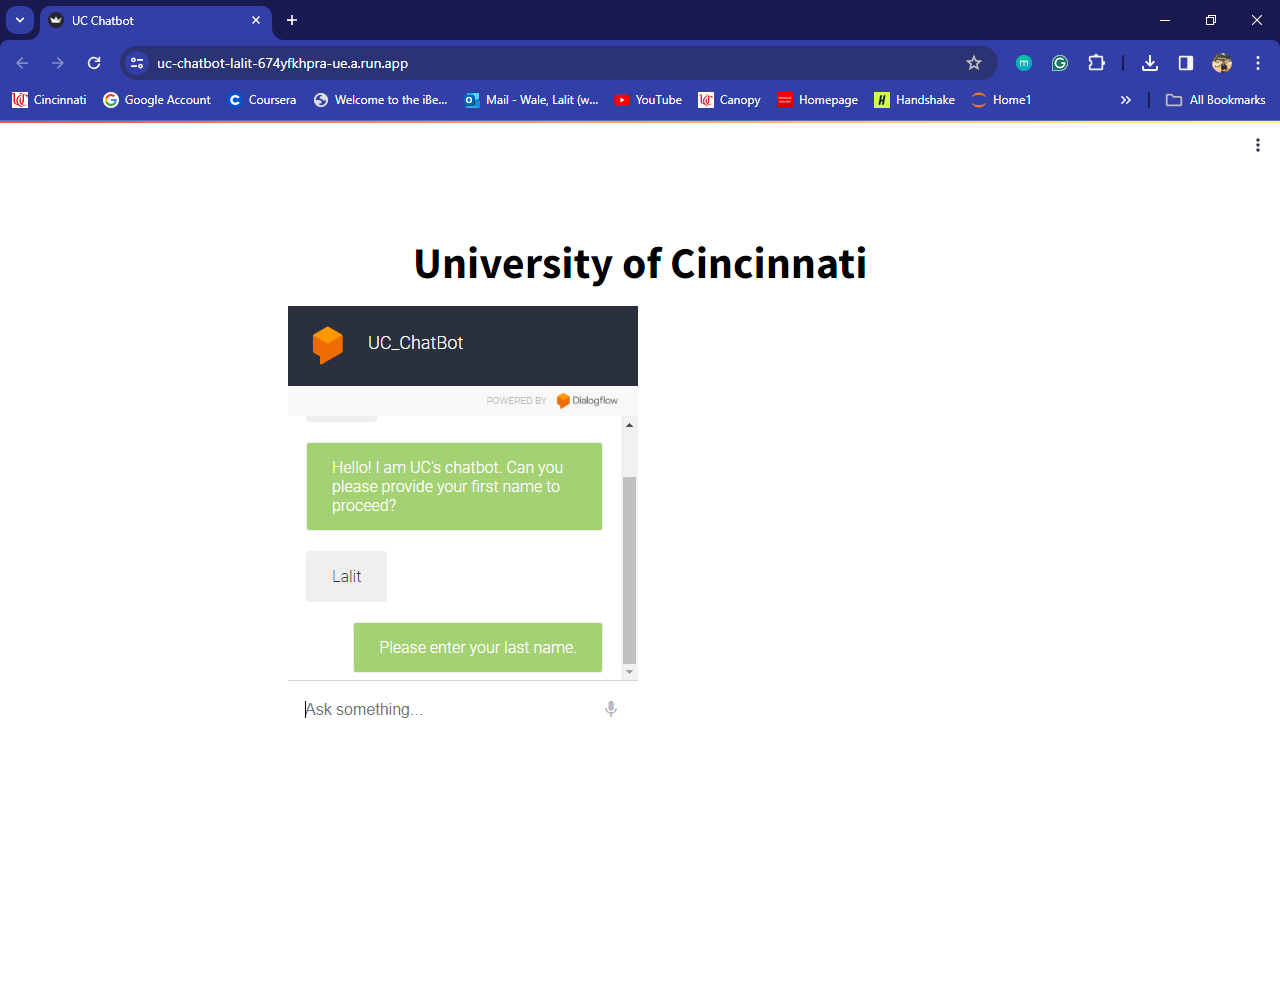 UC Chatbot
uc-chatbot-lalit-674yfkhpra-ue.a.run.app
Cincinnati Google Account Coursera Welcome to the iBe... Mail - Wale, Lalit (w... YouTube Canopy Homepage Handshake Home1 All Bookmarks
University of Cincinnati
UC_ChatBot
POWERED BY Dialogflow
Hello! I am UC's chatbot. Can you
please provide your first name to
proceed?
Lalit
Please enter your last name.
Ask something...